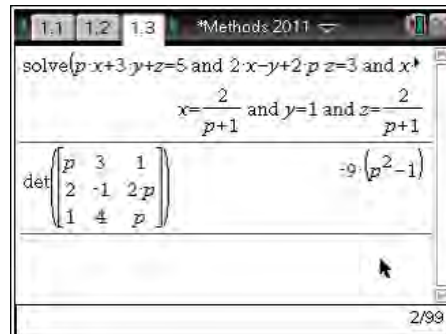 1.1 1.2 1.3 *Methods 2011
solve(p·x+3·y+z=5 and 2·x−y+2·p·z=3 and x
x=2/(p+1) and y=1 and z=2/(p+1)
det([p 3 1
2 -1 2·p
1 4 p])
-9·(p²−1)
2/99